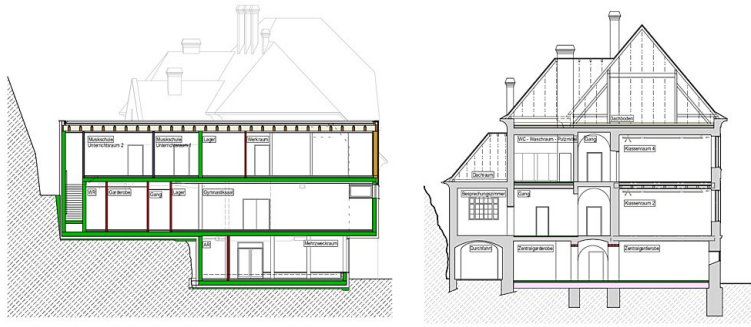 Musikschule
Unterrichtsraum 2
Musikschule
Unterrichtsraum 1
Lager
Werkraum
WR
Garderobe
Gang
Lager
Gymnastiksaal
AR
Mehrzweckraum
Dachboden
WC - Waschraum - Putzmittel
Gang
Klassenraum 4
Dachraum
Besprechungszimmer
Gang
Klassenraum 2
Durchfahrt
Zentralgarderobe
Zentralgarderobe